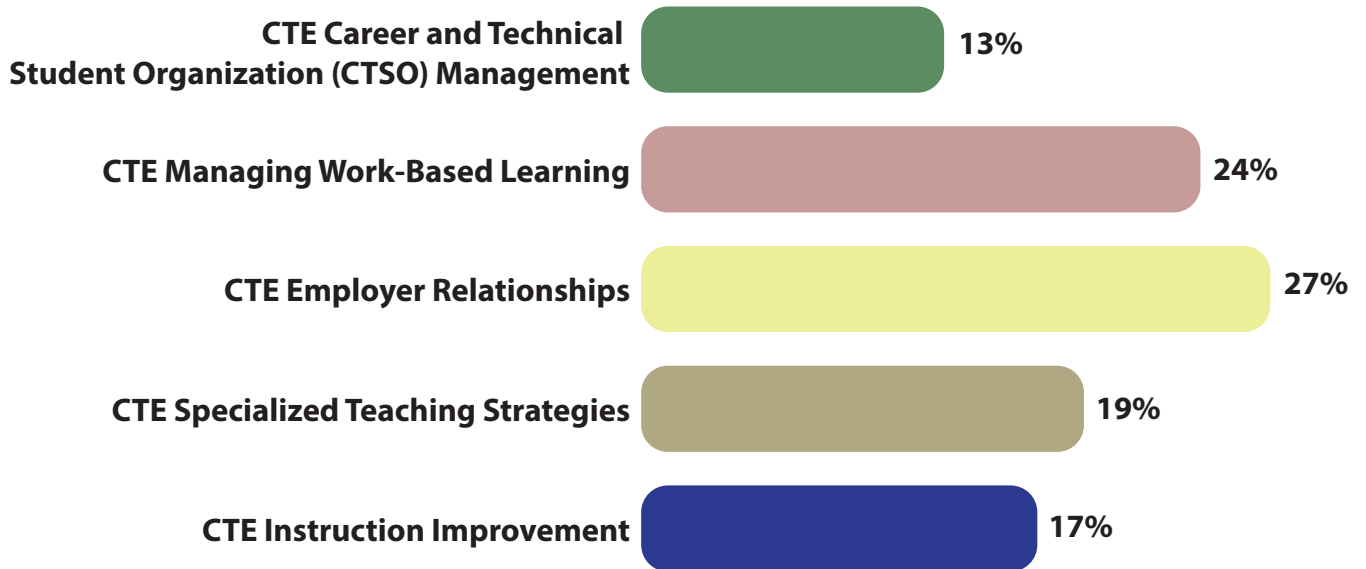 CTE Career and Technical
Student Organization (CTSO) Management
13%
CTE Managing Work-Based Learning
24%
CTE Employer Relationships
27%
CTE Specialized Teaching Strategies
19%
CTE Instruction Improvement
17%